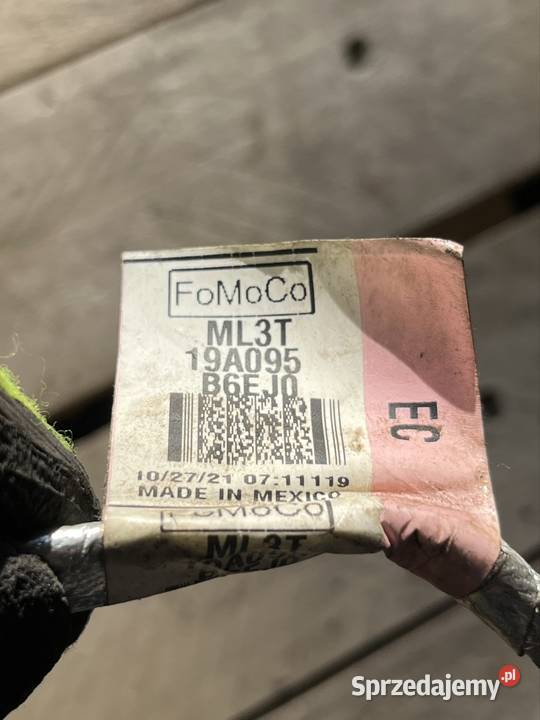 FoMoCo
ML3T
19A095
B6EJ0
EC
10/27/21 07:11119
MADE IN MEXICO
FoMoCo
ML3T
Sprzedajemy.pl